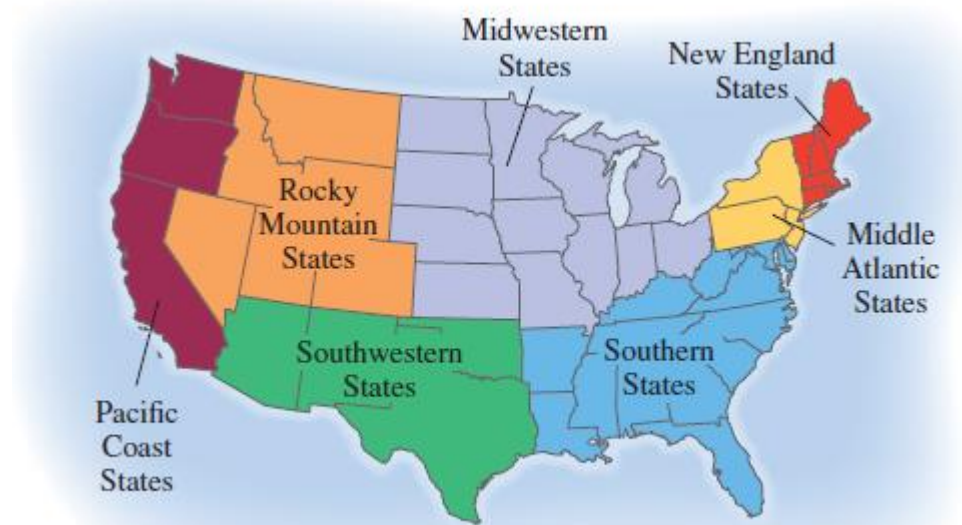 Midwestern
States
New England
States
Rocky
Mountain
States
Middle
Atlantic
States
Southwestern
States
Southern
States
Pacific
Coast
States